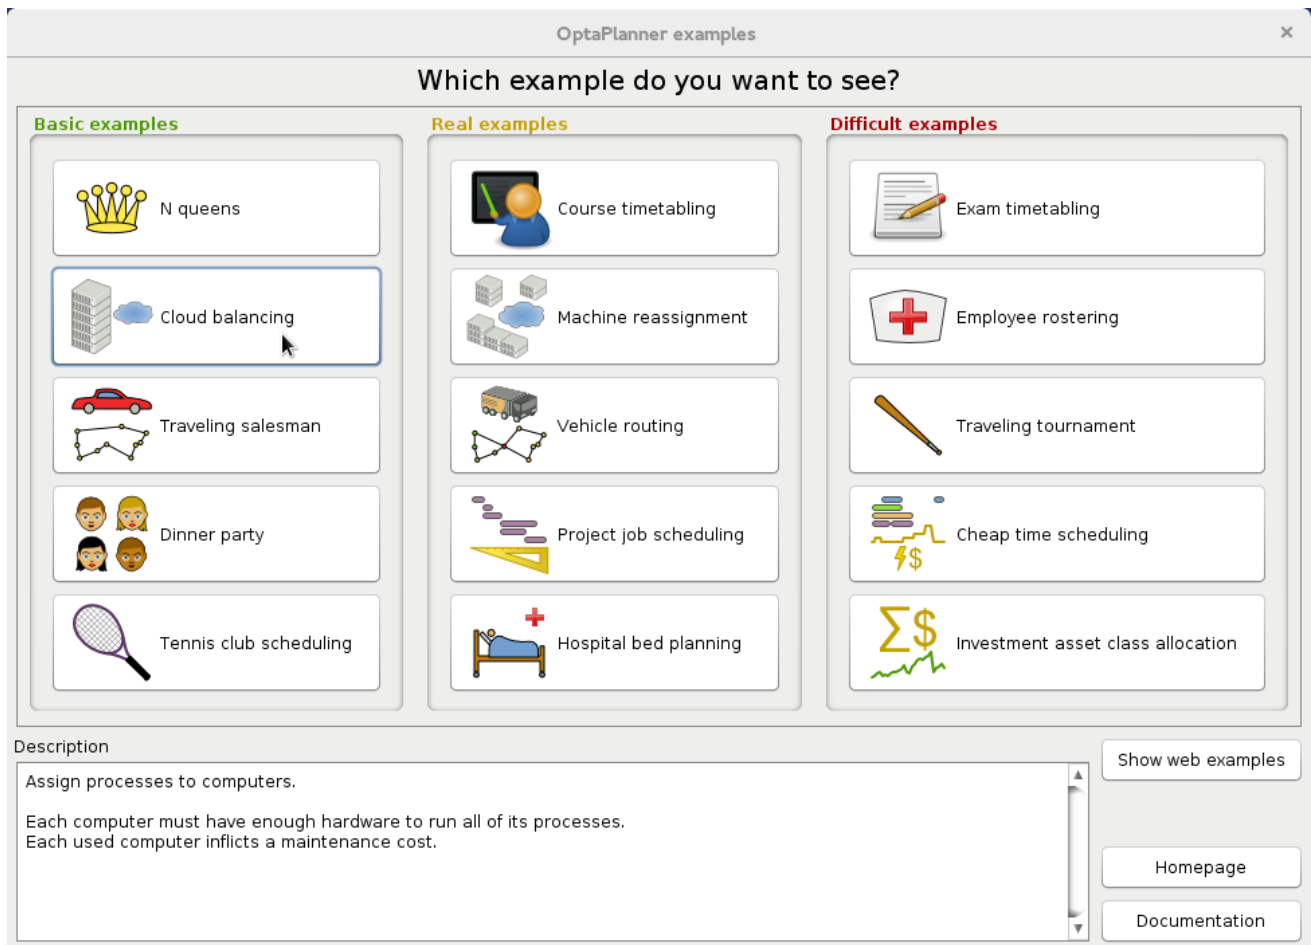 OptaPlanner examples
Which example do you want to see?
Basic examples
N queens
Cloud balancing
Traveling salesman
Dinner party
Tennis club scheduling
Real examples
Course timetabling
Machine reassignment
Vehicle routing
Project job scheduling
Hospital bed planning
Difficult examples
Exam timetabling
Employee rostering
Traveling tournament
Cheap time scheduling
Investment asset class allocation
Description
Assign processes to computers.
Each computer must have enough hardware to run all of its processes.
Each used computer inflicts a maintenance cost.
Show web examples
Homepage
Documentation